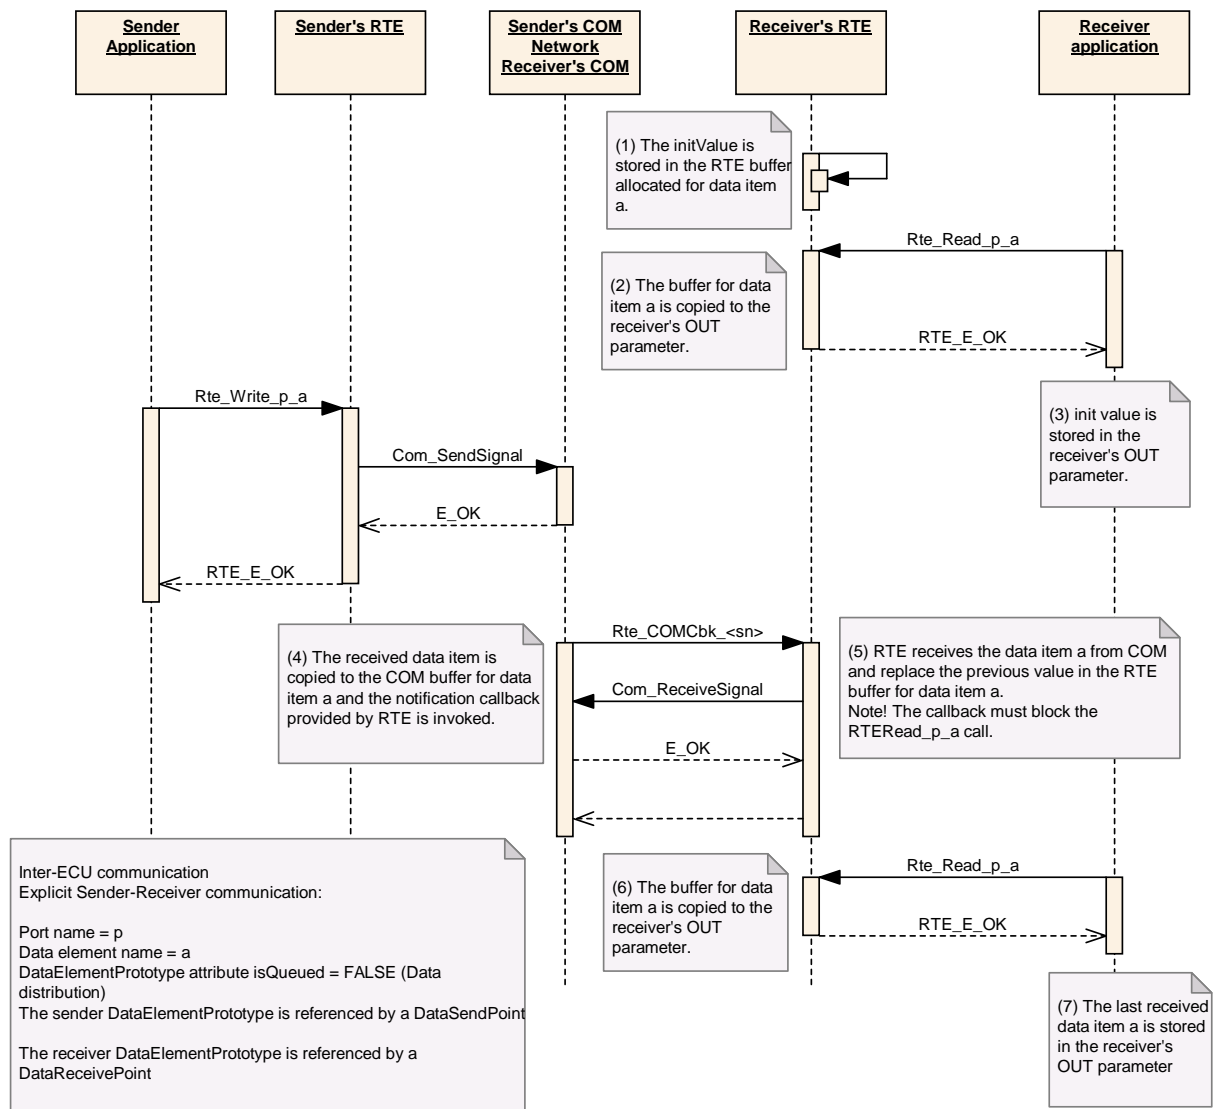 Sender
Application
Sender's RTE
Sender's COM
Network
Receiver's COM
Receiver's RTE
Receiver
application
(1) The initValue is
stored in the RTE buffer
allocated for data item
a.
Rte_Read_p_a
(2) The buffer for data
item a is copied to the
receiver's OUT
parameter.
RTE_E_OK
Rte_Write_p_a
(3) init value is
stored in the
receiver's OUT
parameter.
Com_SendSignal
E_OK
RTE_E_OK
Rte_COMCbk_<sn>
(4) The received data item is
copied to the COM buffer for data
item a and the notification callback
provided by RTE is invoked.
(5) RTE receives the data item a from COM
and replace the previous value in the RTE
buffer for data item a.
Note! The callback must block the
RTERead_p_a call.
Com_ReceiveSignal
E_OK
Inter-ECU communication
Explicit Sender-Receiver communication:
Port name = p
Data element name = a
DataElementPrototype attribute isQueued = FALSE (Data
distribution)
The sender DataElementPrototype is referenced by a DataSendPoint
The receiver DataElementPrototype is referenced by a
DataReceivePoint
Rte_Read_p_a
(6) The buffer for data
item a is copied to the
receiver's OUT
parameter.
RTE_E_OK
(7) The last received
data item a is stored
in the receiver's
OUT parameter